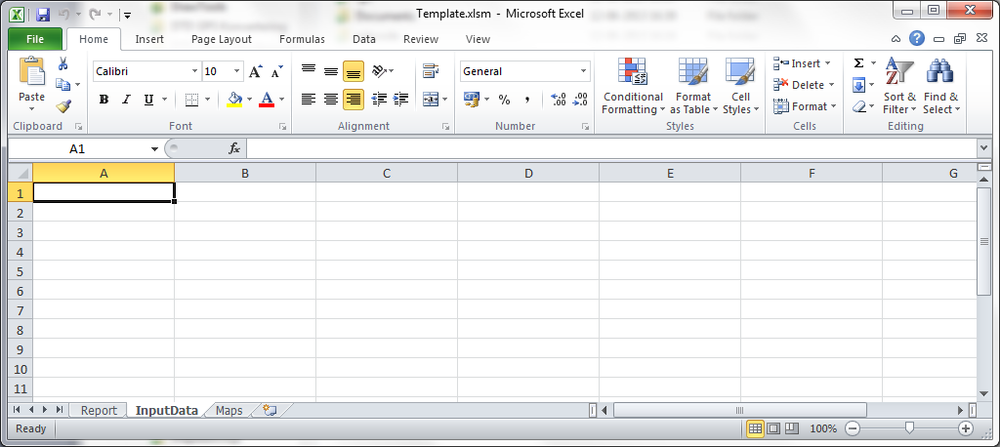 Template.xlsm - Microsoft Excel
File Home Insert Page Layout Formulas Data Review View
Calibri 10 A A General Insert Σ
Paste B I U A % , .00 .0 Conditional Formatting Format as Table Cell Styles Delete Format Sort & Filter Find & Select
Clipboard Font Alignment Number Styles Cells Editing
A1 fx
A B C D E F G
1
2
3
4
5
6
7
8
9
10
11
Report InputData Maps
Ready 100%